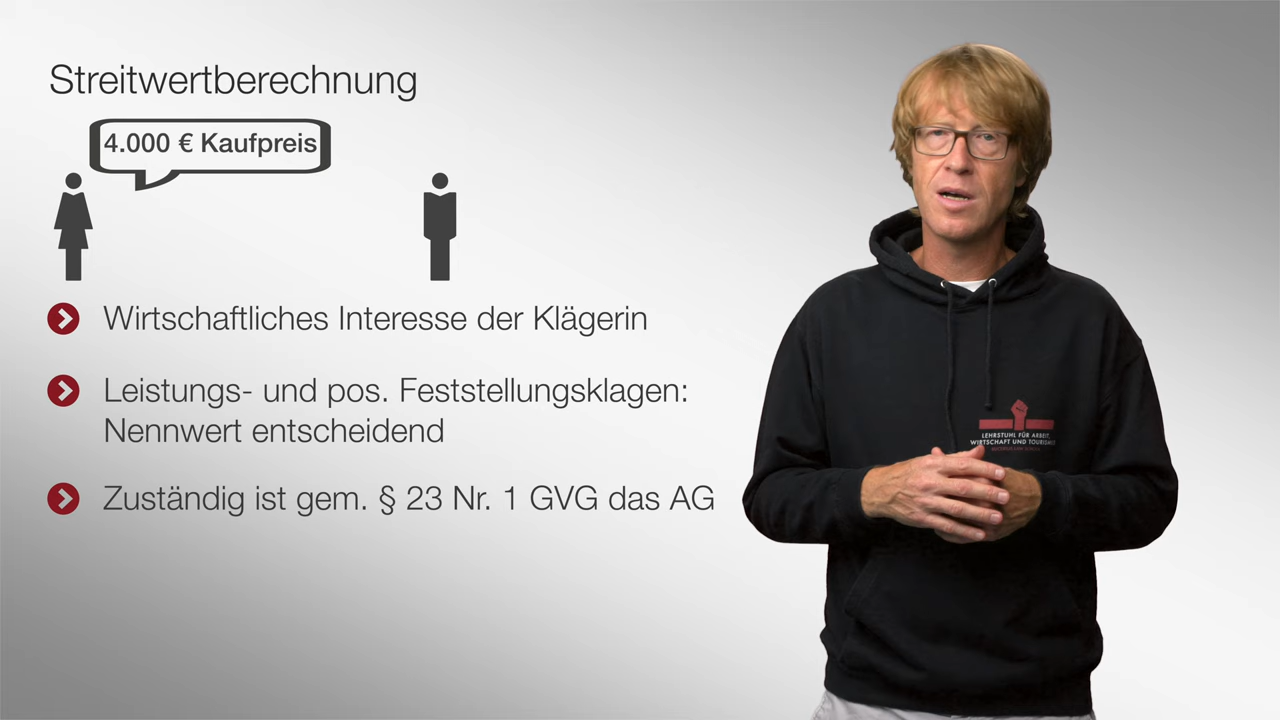 Streitwertberechnung
4.000 € Kaufpreis
Wirtschaftliches Interesse der Klägerin
Leistungs- und pos. Feststellungsklagen:
Nennwert entscheidend
Zuständig ist gem. § 23 Nr. 1 GVG das AG
LEHRSTUHL FÜR ARBEIT,
WIRTSCHAFT UND TOURISMUS